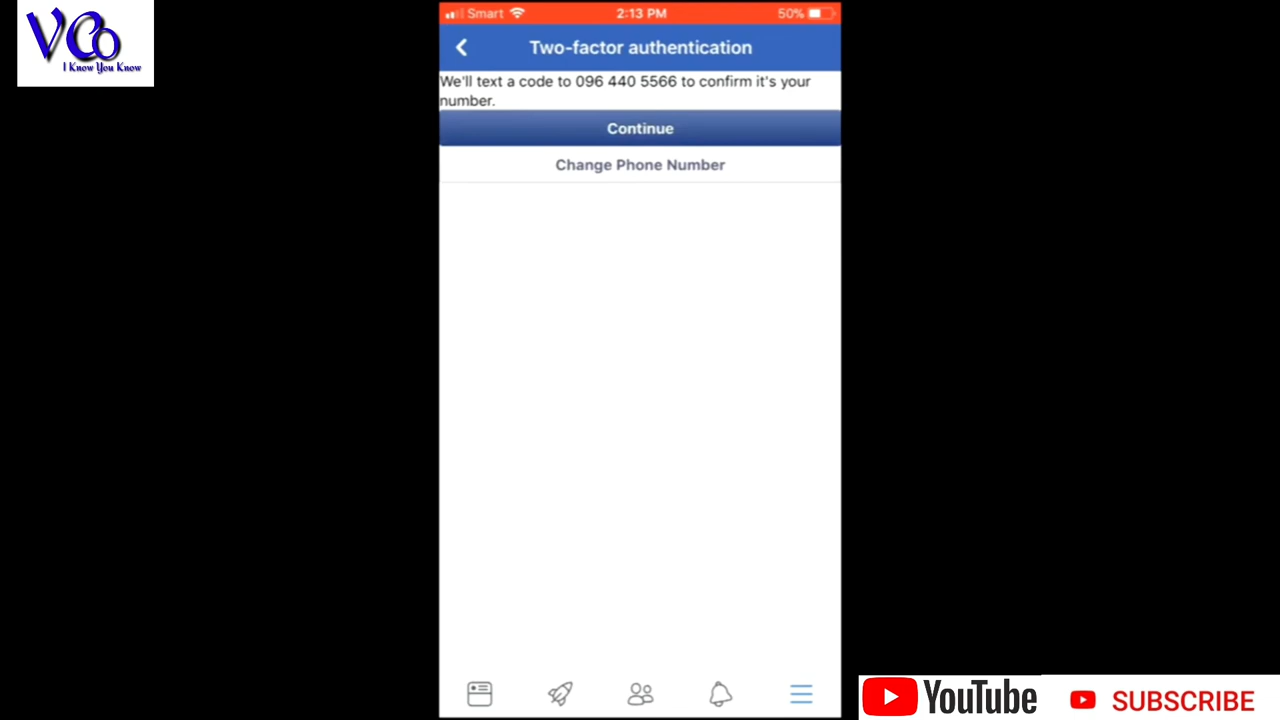 VCo
I Know You Know
Smart 2:13 PM 50%
Two-factor authentication
We'll text a code to 096 440 5566 to confirm it's your
number.
Continue
Change Phone Number
YouTube SUBSCRIBE